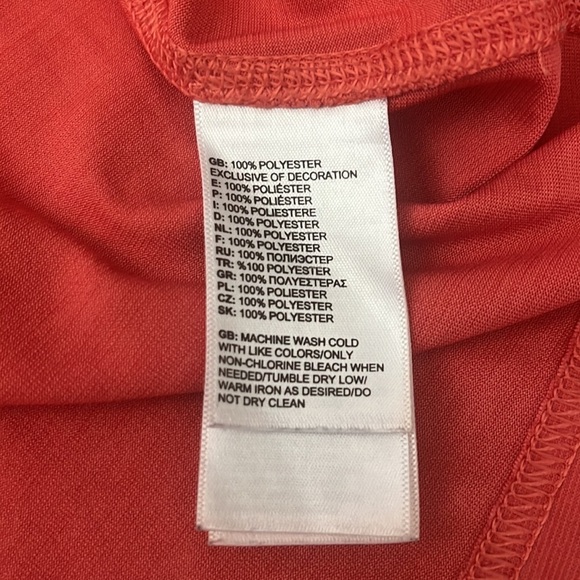 GB: 100% POLYESTER
EXCLUSIVE OF DECORATION
E: 100% POLIÉSTER
P: 100% POLIÉSTER
I: 100% POLIESTERE
D: 100% POLYESTER
NL: 100% POLYESTER
F: 100% POLYESTER
RU: 100% ПОЛИЭСТЕР
TR: %100 POLYESTER
GR: 100% ΠΟΛΥΕΣΤΕΡΑΣ
PL: 100% POLIESTER
CZ: 100% POLYESTER
SK: 100% POLYESTER
GB: MACHINE WASH COLD
WITH LIKE COLORS/ONLY
NON-CHLORINE BLEACH WHEN
NEEDED/TUMBLE DRY LOW/
WARM IRON AS DESIRED/DO
NOT DRY CLEAN